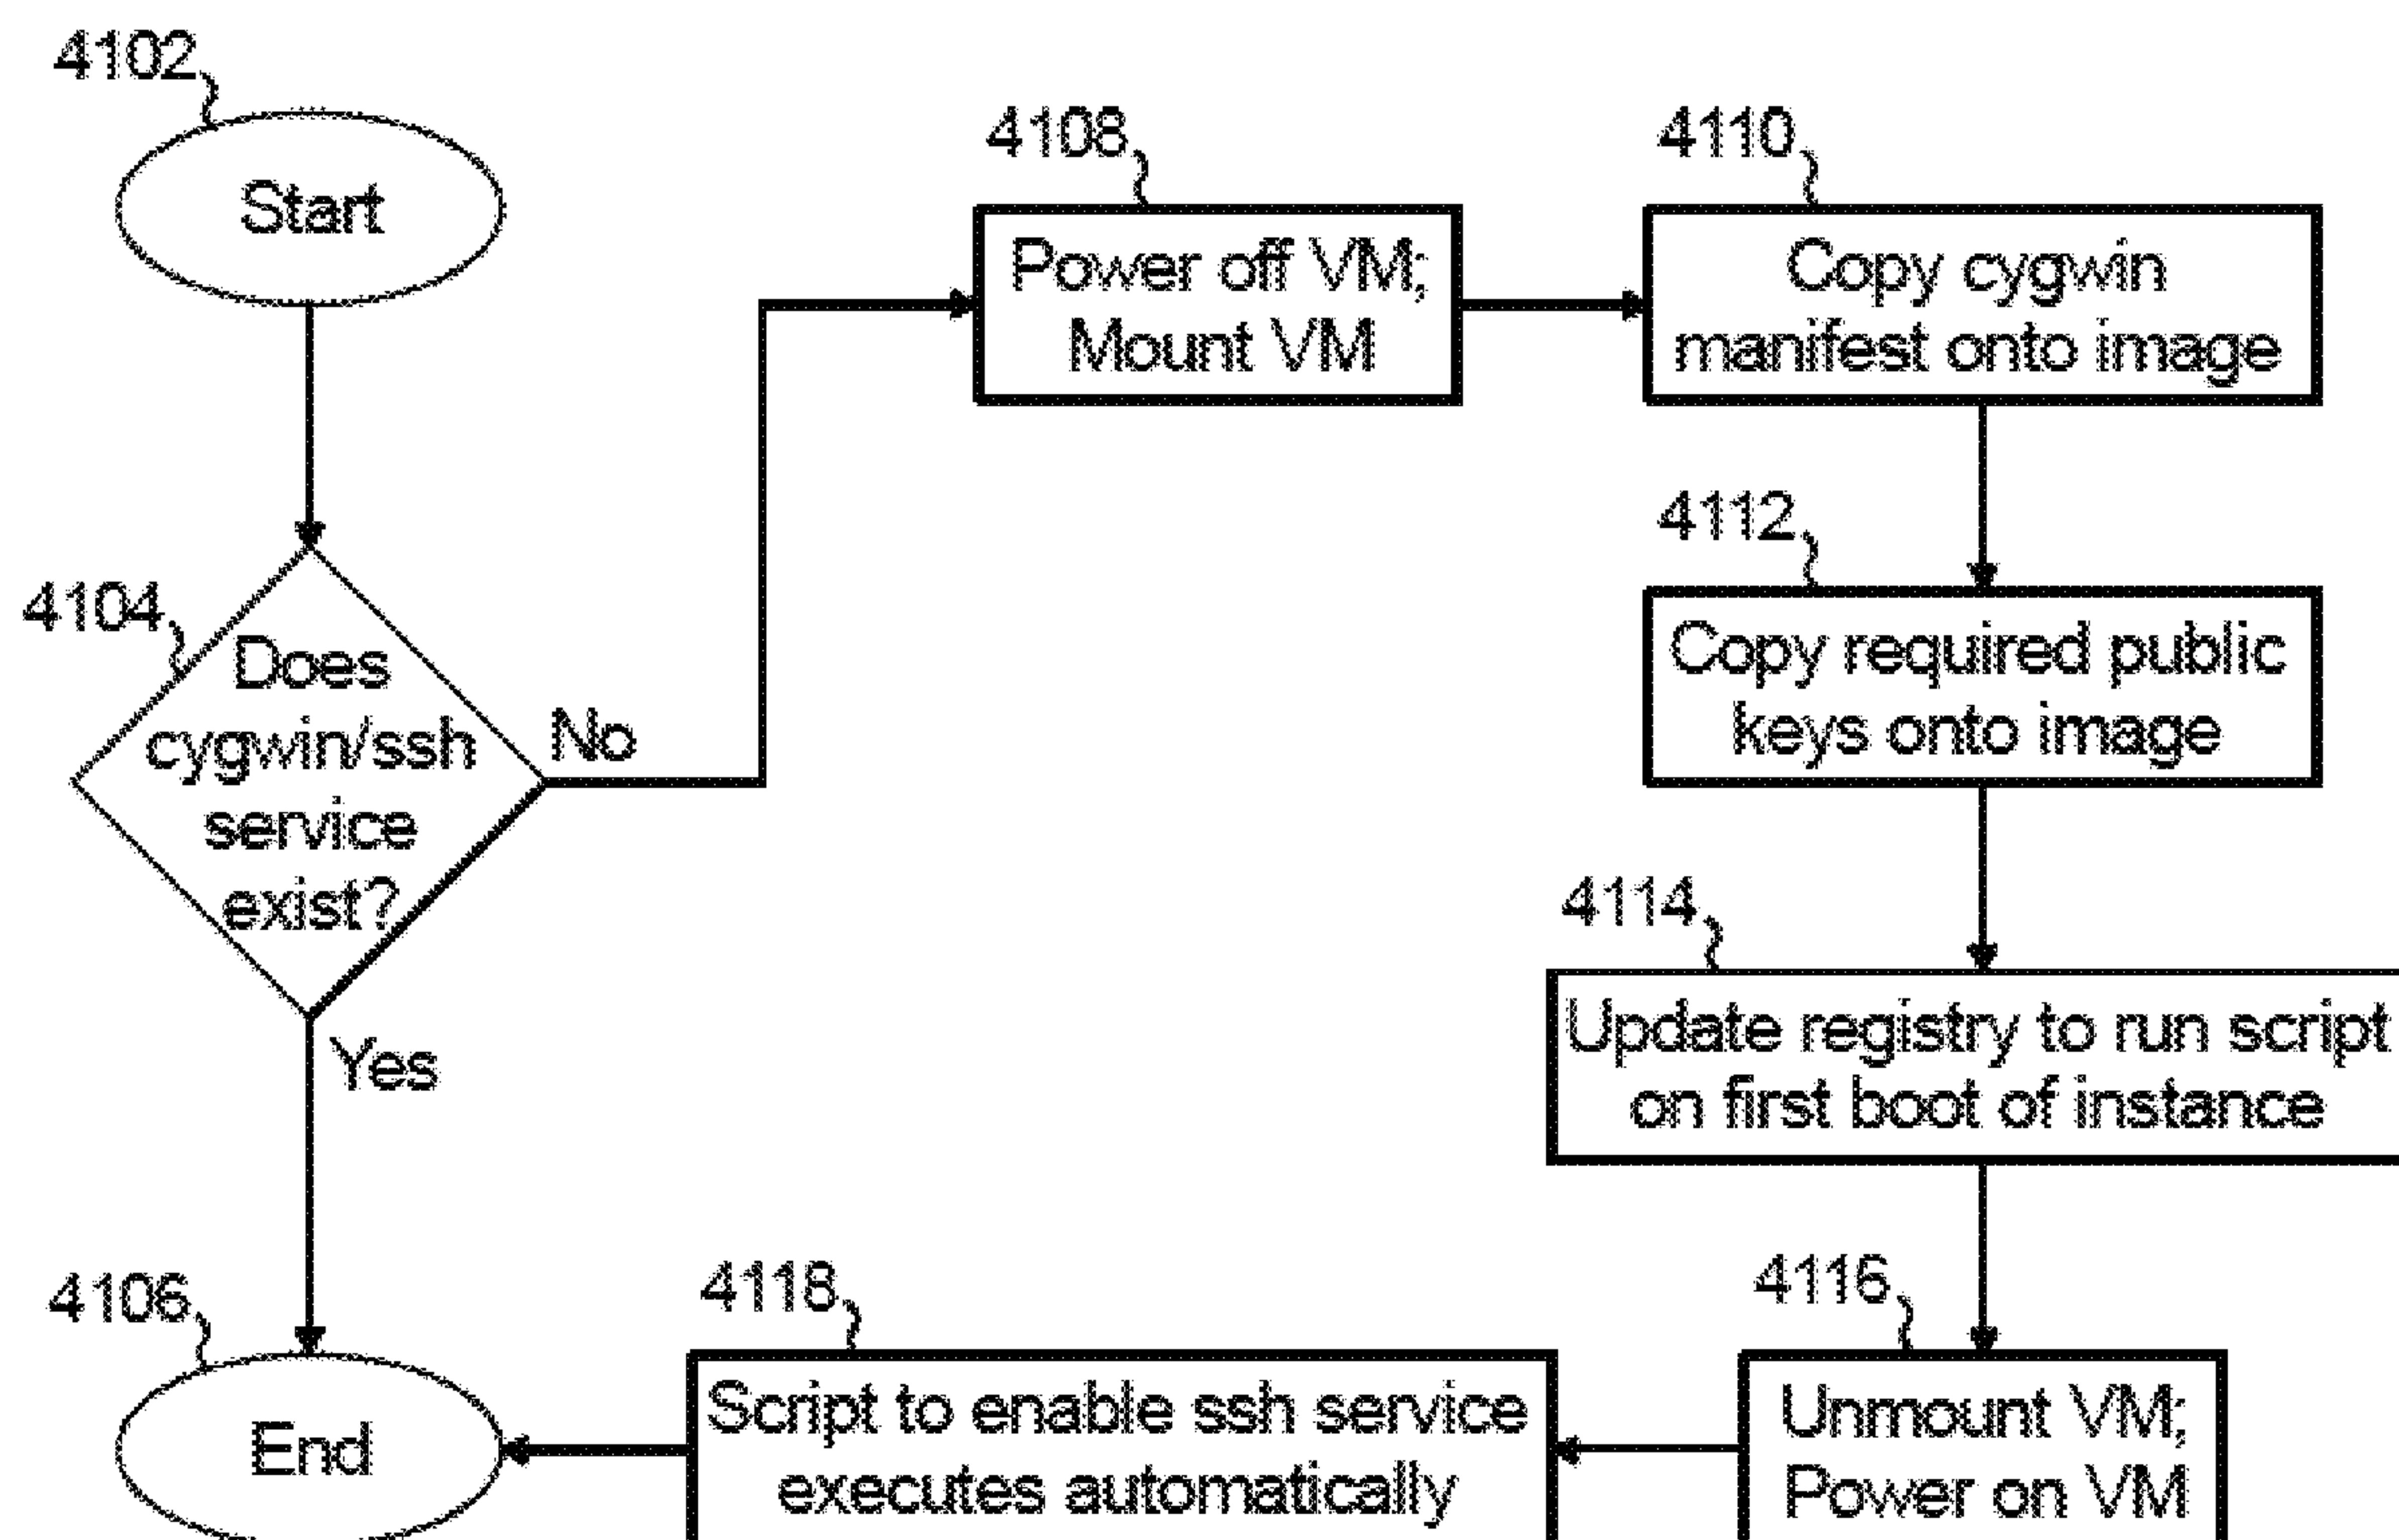 4102
Start
4104
Does
cygwin/ssh
service
exist?
No
Yes
4106
End
4108
Power off VM;
Mount VM
4110
Copy cygwin
manifest onto image
4112
Copy required public
keys onto image
4114
Update registry to run script
on first boot of instance
4116
Unmount VM;
Power on VM
4118
Script to enable ssh service
executes automatically